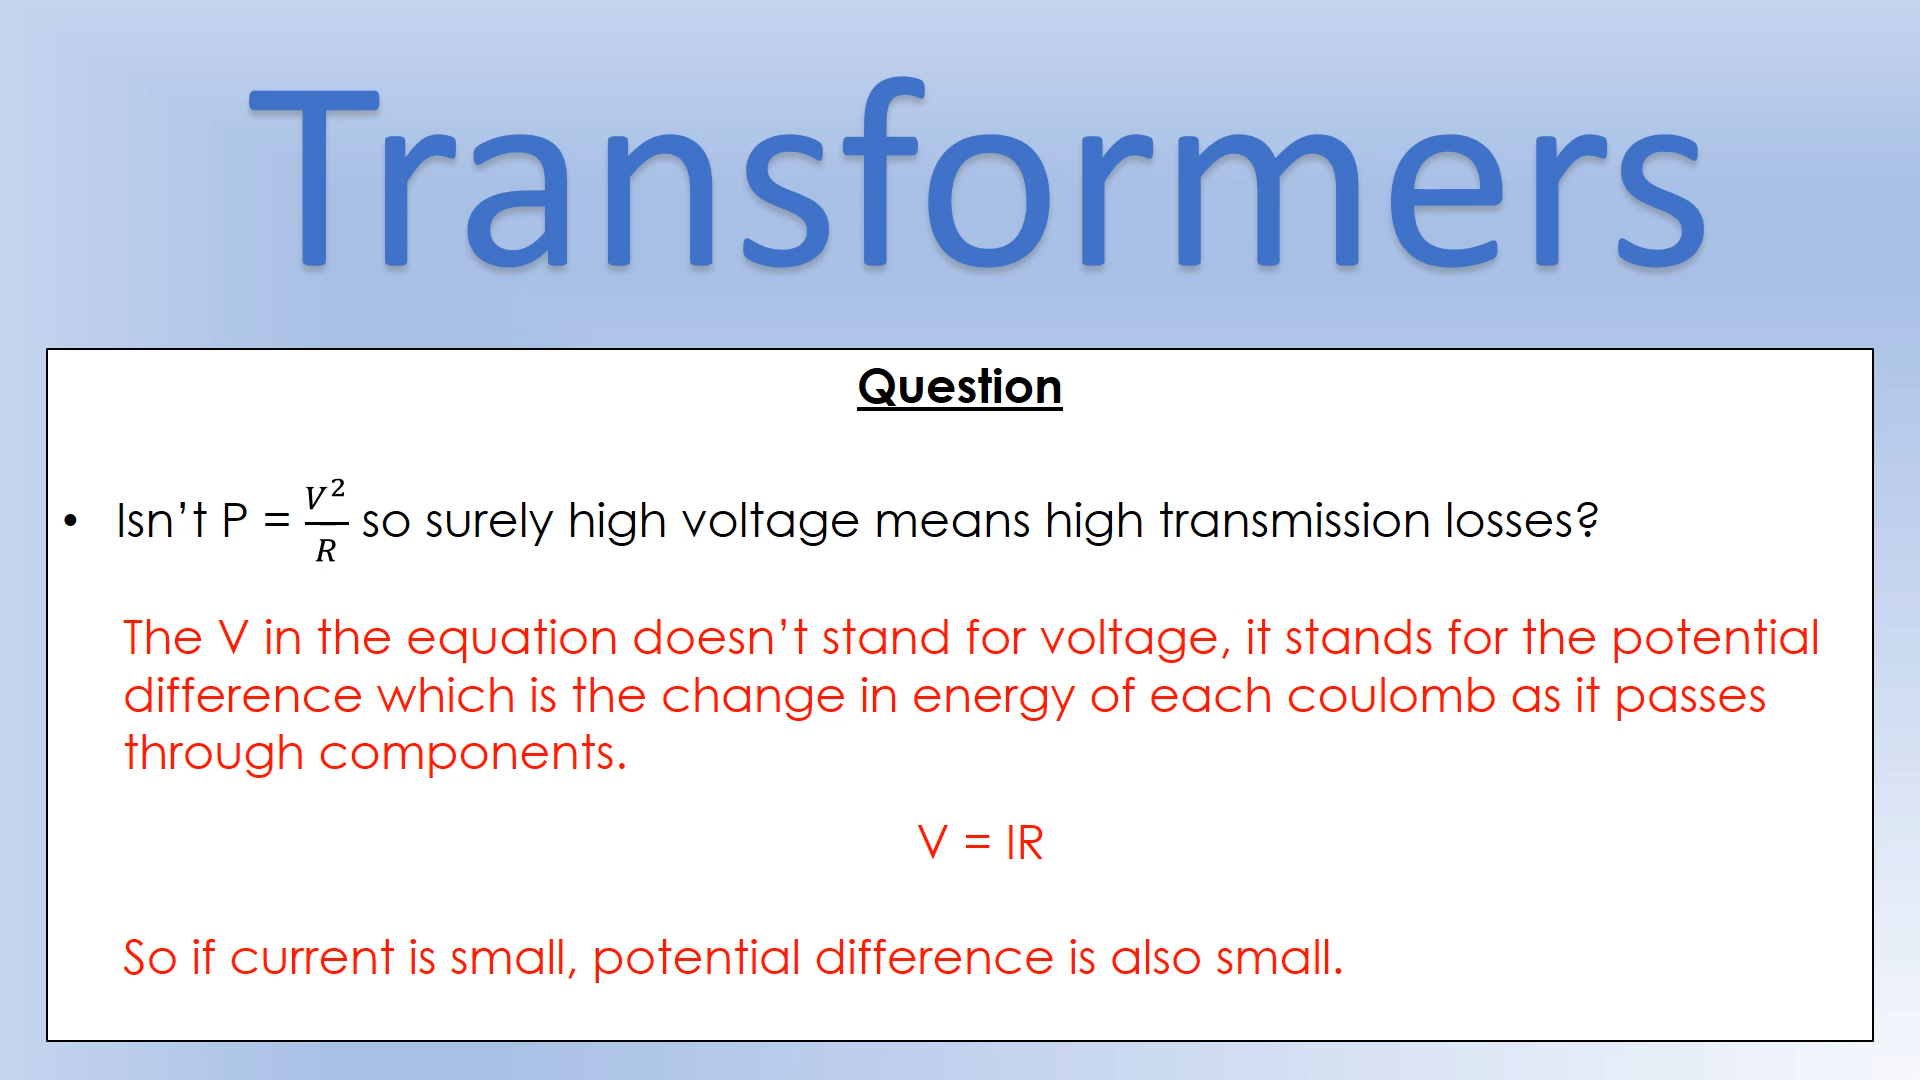 Transformers
Question
• Isn’t P = V²/R so surely high voltage means high transmission losses?
The V in the equation doesn’t stand for voltage, it stands for the potential
difference which is the change in energy of each coulomb as it passes
through components.
V = IR
So if current is small, potential difference is also small.